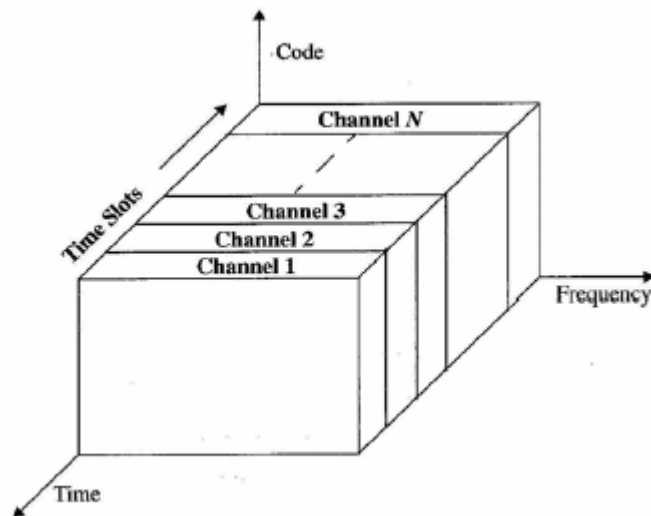 Code
Channel N
Time Slots
Channel 3
Channel 2
Channel 1
Frequency
Time